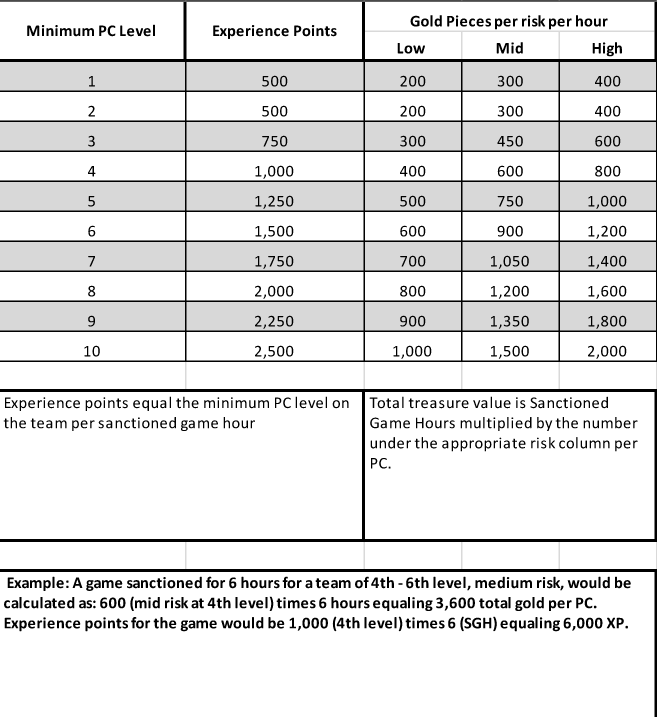 Minimum PC Level Experience Points Gold Pieces per risk per hour
Low Mid High
1 500 200 300 400
2 500 200 300 400
3 750 300 450 600
4 1,000 400 600 800
5 1,250 500 750 1,000
6 1,500 600 900 1,200
7 1,750 700 1,050 1,400
8 2,000 800 1,200 1,600
9 2,250 900 1,350 1,800
10 2,500 1,000 1,500 2,000
Experience points equal the minimum PC level on
the team per sanctioned game hour
Total treasure value is Sanctioned
Game Hours multiplied by the number
under the appropriate risk column per
PC.
Example: A game sanctioned for 6 hours for a team of 4th - 6th level, medium risk, would be
calculated as: 600 (mid risk at 4th level) times 6 hours equaling 3,600 total gold per PC.
Experience points for the game would be 1,000 (4th level) times 6 (SGH) equaling 6,000 XP.